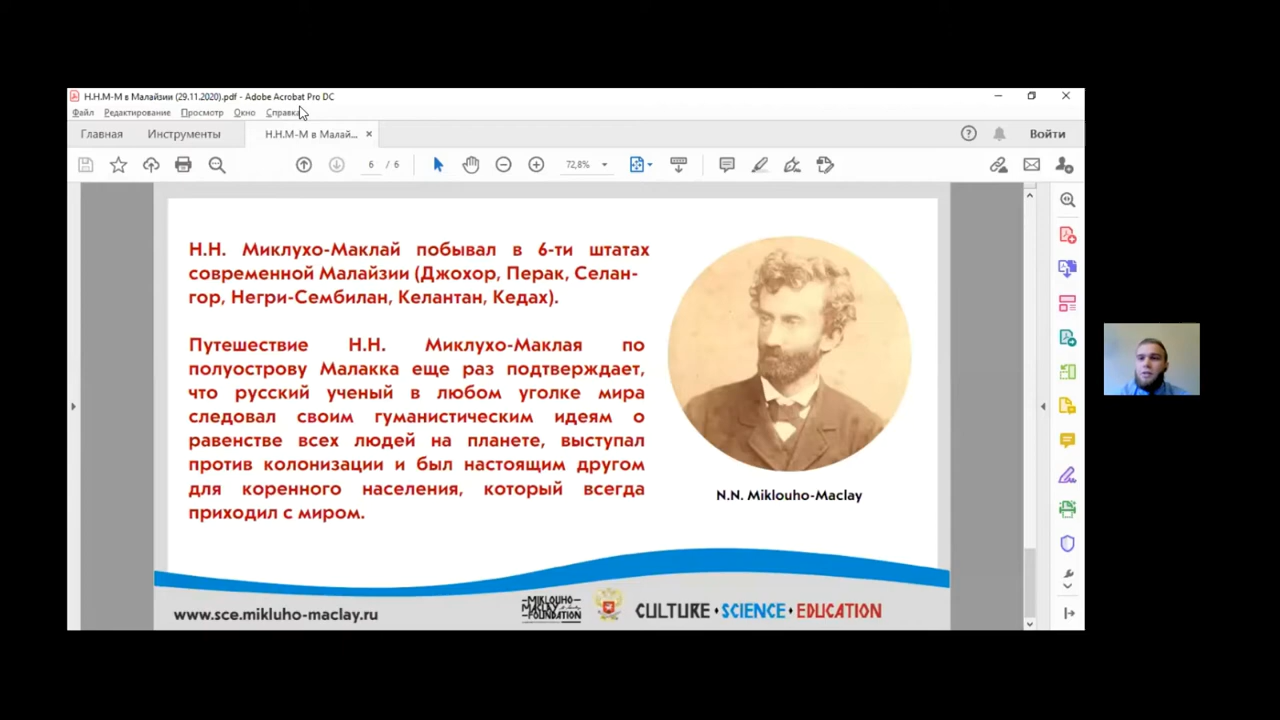 Н.Н.М-М в Малайзии (29.11.2020).pdf - Adobe Acrobat Pro DC
Файл Редактирование Просмотр Окно Справка
Главная Инструменты Н.Н.М-М в Малай... Войти
6 / 6 72,8%
Н.Н. Миклухо-Маклай побывал в 6-ти штатах
современной Малайзии (Джохор, Перак, Селан-
гор, Негри-Сембилан, Келантан, Кедах).
Путешествие Н.Н. Миклухо-Маклая по
полуострову Малакка еще раз подтверждает,
что русский ученый в любом уголке мира
следовал своим гуманистическим идеям о
равенстве всех людей на планете, выступал
против колонизации и был настоящим другом
для коренного населения, который всегда
приходил с миром.
N.N. Miklouho-Maclay
www.sce.mikluho-maclay.ru
MIKLOUHO
MACLAY
FOUNDATION
CULTURE • SCIENCE • EDUCATION